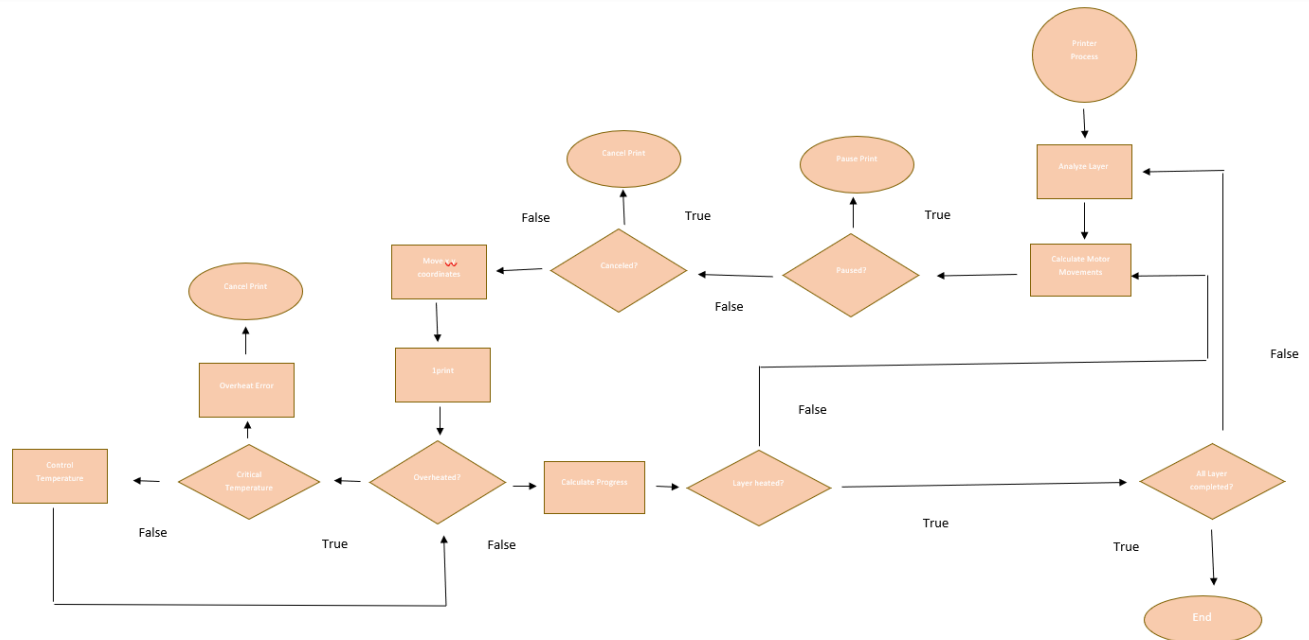 Printer
Process
Analyze Layer
Calculate Motor
Movements
Paused?
Pause Print
True
False
Canceled?
Cancel Print
True
False
Move
coordinates
Overheated?
True
False
Critical
Temperature
Overheat Error
Cancel Print
False
Control
Temperature
Calculate Progress
Layer heated?
False
True
All Layer
completed?
False
True
End